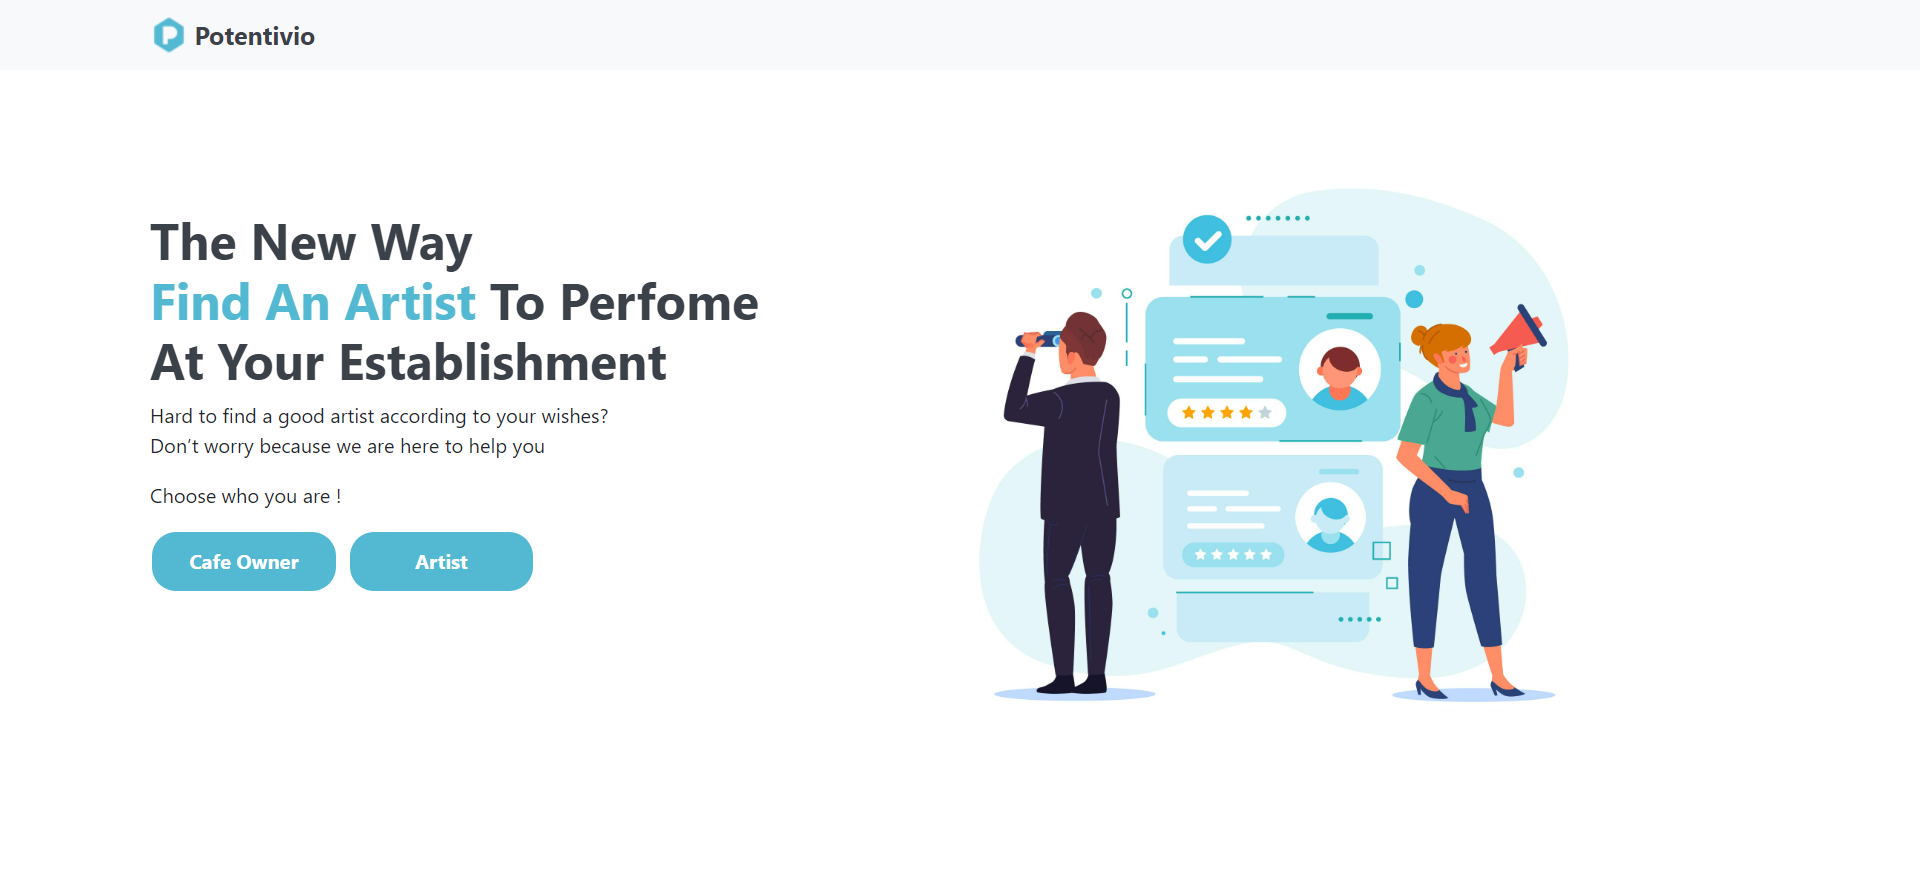 Potentivio
The New Way
Find An Artist To Perfome
At Your Establishment
Hard to find a good artist according to your wishes?
Don’t worry because we are here to help you
Choose who you are !
Cafe Owner
Artist